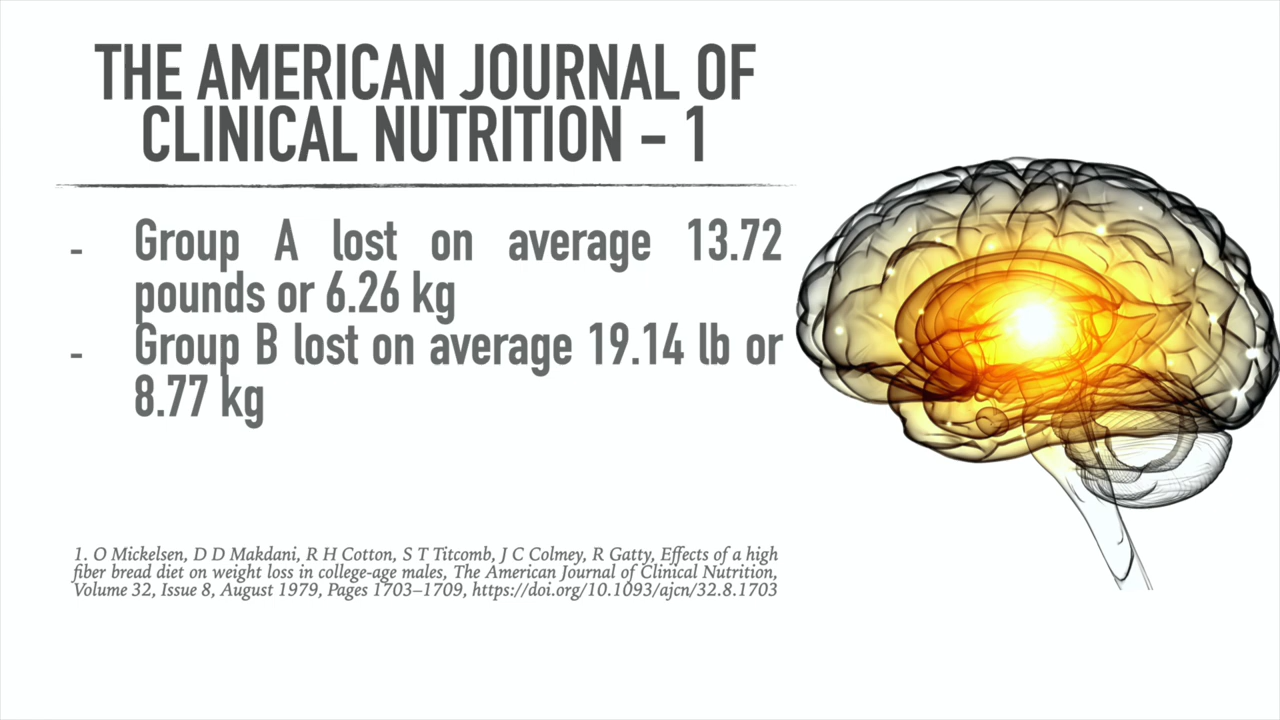 THE AMERICAN JOURNAL OF
CLINICAL NUTRITION – 1
- Group A lost on average 13.72
pounds or 6.26 kg
- Group B lost on average 19.14 lb or
8.77 kg
1. O Mickelsen, D D Makdani, R H Cotton, S T Titcomb, J C Colmey, R Gatty, Effects of a high
fiber bread diet on weight loss in college-age males, The American Journal of Clinical Nutrition,
Volume 32, Issue 8, August 1979, Pages 1703–1709, https://doi.org/10.1093/ajcn/32.8.1703